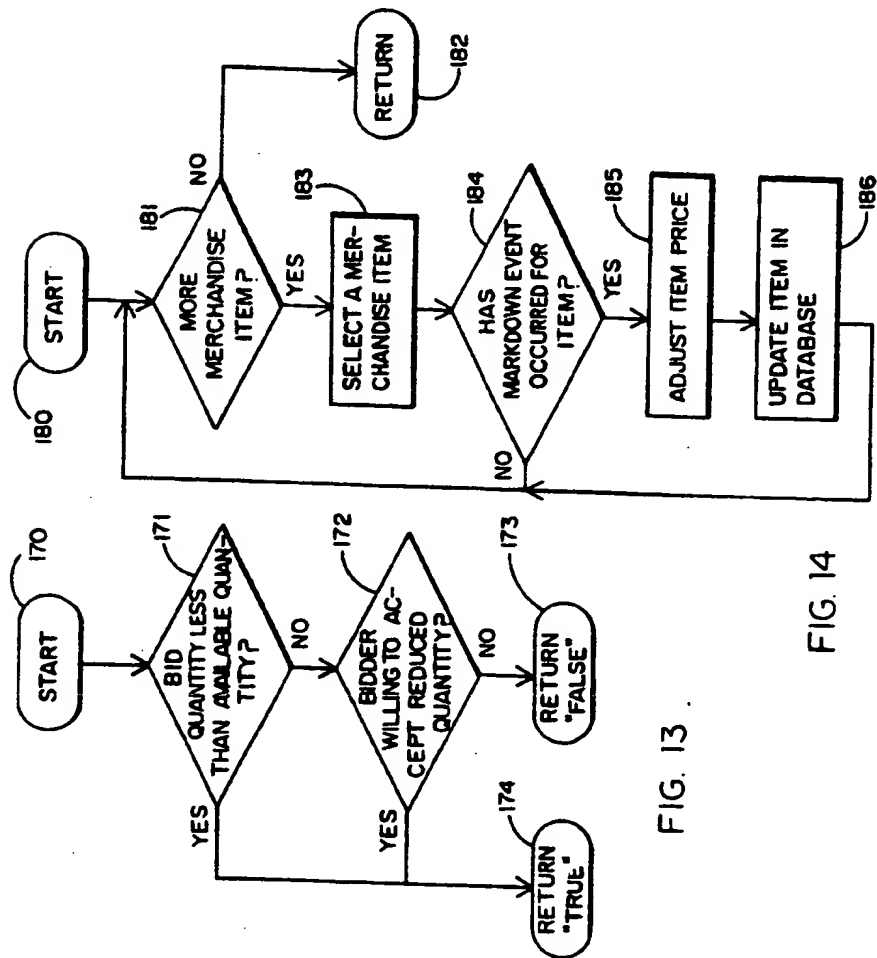 170
START
171
BID
QUANTITY LESS
THAN AVAILABLE QUAN-
TITY?
YES
NO
172
BIDDER
WILLING TO AC-
CEPT REDUCED
QUANTITY?
YES
NO
174
RETURN
"TRUE"
173
RETURN
"FALSE"
FIG. 13
180
START
181
MORE
MERCHANDISE
ITEM?
NO
YES
RETURN
182
183
SELECT A MER-
CHANDISE ITEM
184
HAS
MARKDOWN EVENT
OCCURRED FOR
ITEM?
NO
YES
185
ADJUST ITEM PRICE
186
UPDATE ITEM IN
DATABASE
FIG. 14